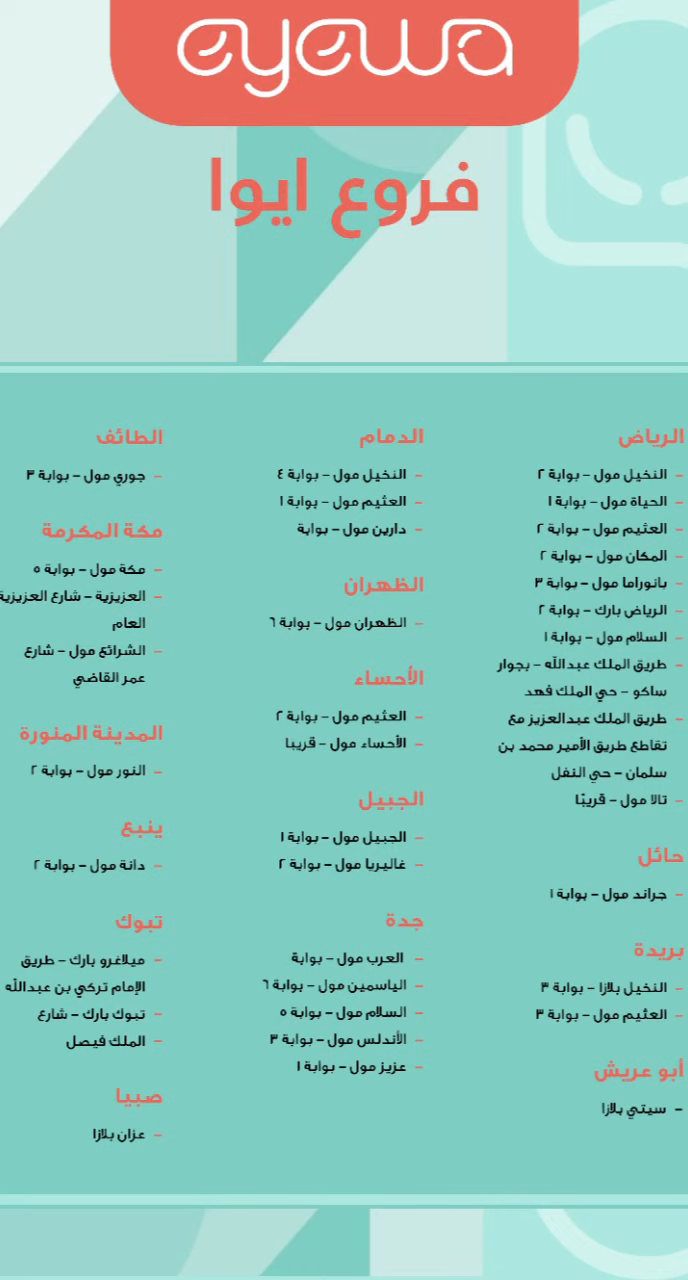 eyewa
فروع ايوا
الرياض
– النخيل مول – بوابة ٢
– الحياة مول – بوابة ١
– العثيم مول – بوابة ٢
– المكان مول – بوابة ٢
– بانوراما مول – بوابة ٣
– الرياض بارك – بوابة ٢
– السلام مول – بوابة ١
– طريق الملك عبدالله – بجوار
ساكو – حي الملك فهد
– طريق الملك عبدالعزيز مع
تقاطع طريق الأمير محمد بن
سلمان – حي النفل
– تالا مول – قريبًا
حائل
– جراند مول – بوابة ١
بريدة
– النخيل بلازا – بوابة ٣
– العثيم مول – بوابة ٣
أبو عريش
– سيتي بلازا
الدمام
– النخيل مول – بوابة ٤
– العثيم مول – بوابة ١
– دارين مول – بوابة
الظهران
– الظهران مول – بوابة ٦
الأحساء
– العثيم مول – بوابة ٢
– الأحساء مول – قريبا
الجبيل
– الجبيل مول – بوابة ١
– غاليريا مول – بوابة ٢
جدة
– العرب مول – بوابة
– الياسمين مول – بوابة ٦
– السلام مول – بوابة ٥
– الأندلس مول – بوابة ٣
– عزيز مول – بوابة ١
الطائف
– جوري مول – بوابة ٣
مكة المكرمة
– مكة مول – بوابة ٥
– العزيزية – شارع العزيزية
العام
– الشرائع مول – شارع
عمر القاضي
المدينة المنورة
– النور مول – بوابة ٢
ينبع
– دانة مول – بوابة ٢
تبوك
– ميلاغرو بارك – طريق
الإمام تركي بن عبدالله
– تبوك بارك – شارع
– الملك فيصل
صبيا
– عزان بلازا